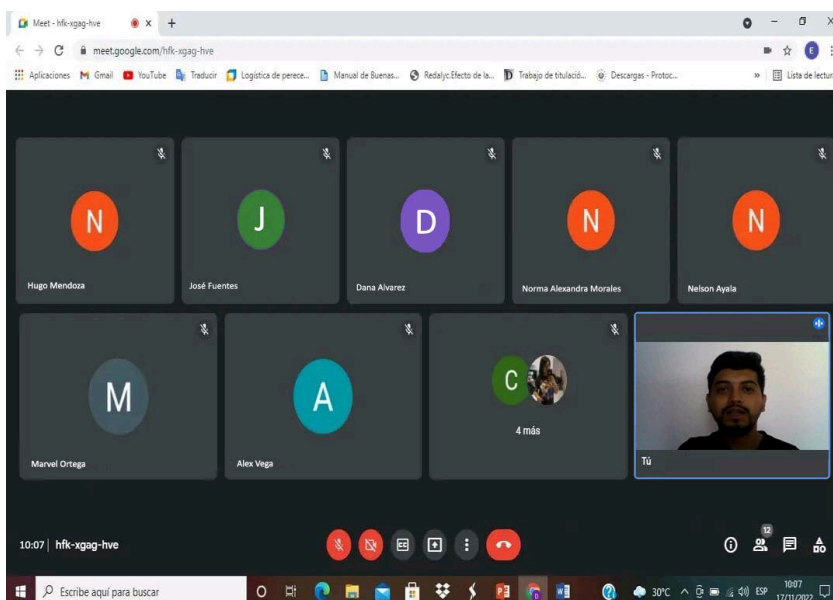 Meet - hfk-xgag-hve
meet.google.com/hfk-xgag-hve
E
Aplicaciones M Gmail YouTube Traducir Logística de perece... Manual de Buenas... Redalyc.Efecto de la... Trabajo de titulació... Descargas - Protoc... » Lista de lectur
N J D N N
Hugo Mendoza José Fuentes Dana Alvarez Norma Alexandra Morales Nelson Ayala
M A C
4 más
Marvel Ortega Alex Vega Tú
10:07 | hfk-xgag-hve CC 12
Escribe aquí para buscar 30°C ESP 10:07
17/11/2022